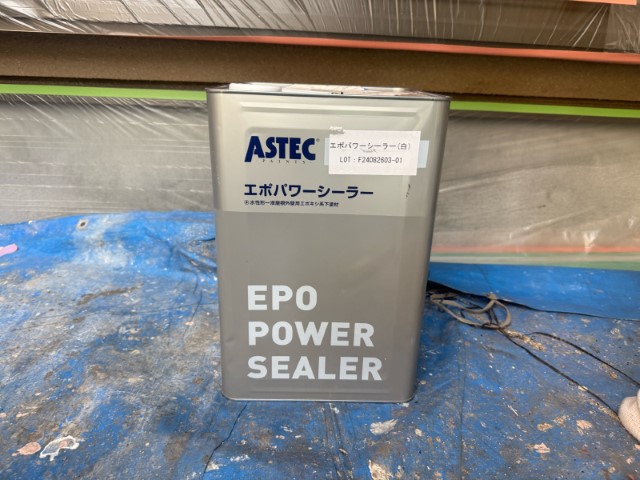 ASTEC
PAINTS
エポパワーシーラー(白)
LOT : F24082603-01
エポパワーシーラー
EPO
POWER
SEALER